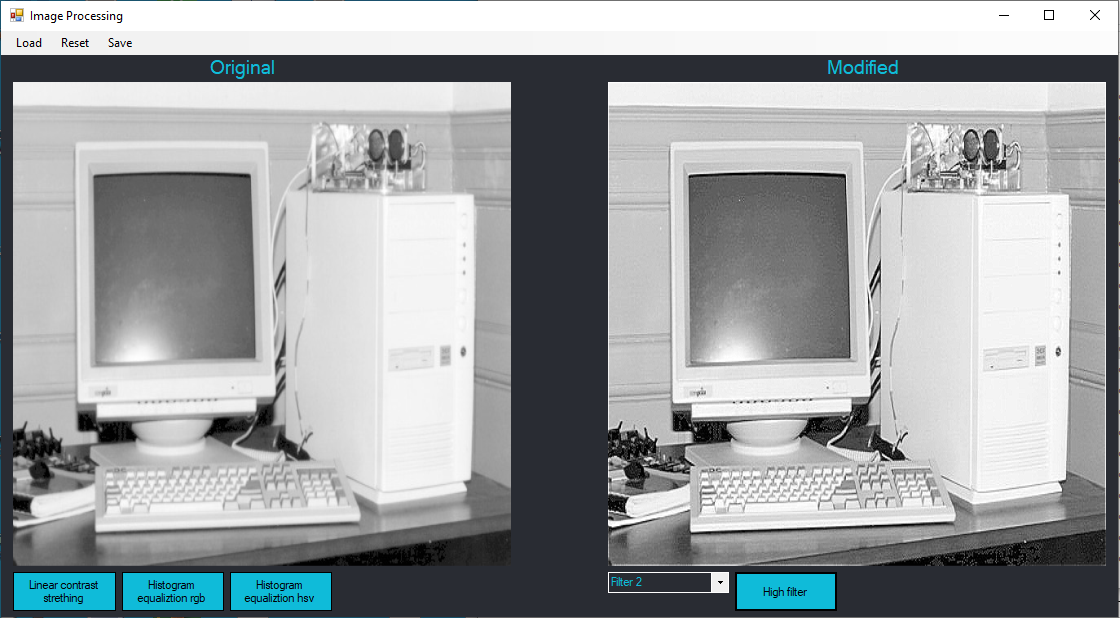 Image Processing
Load Reset Save
Original
Modified
Linear contrast
strething
Histogram
equaliztion rgb
Histogram
equaliztion hsv
Filter 2
High filter